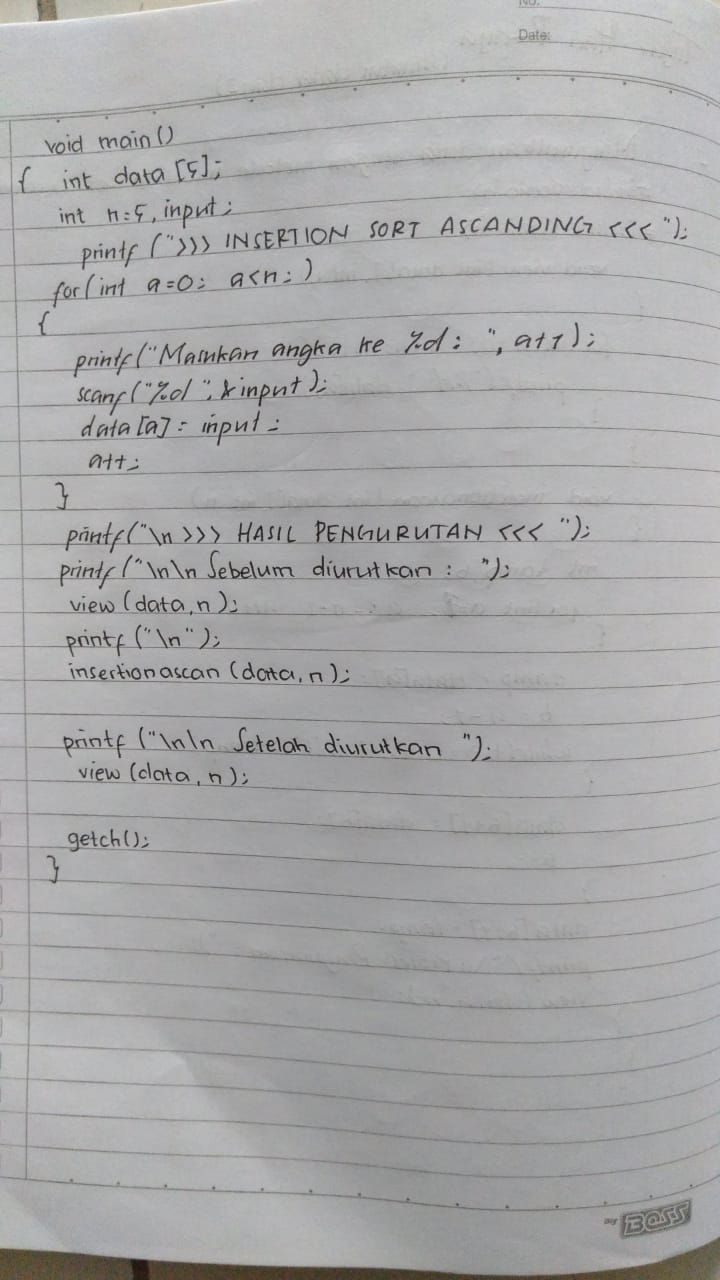 No.
Date:
void main()
{ int data [5];
int n=5, input;
printf (">>> INSERTION SORT ASCANDING <<< ");
for(int a=0; a<n; )
{
printf("Masukan angka ke %d : ", a+1);
scanf("%d", &input);
data[a] = input;
a++;
}
printf("\n >>> HASIL PENGURUTAN <<< ");
printf("\n\n Sebelum diurutkan : ");
view (data,n);
printf ("\n");
insertionascan (data, n);
printf ("\n\n Setelah diurutkan ");
view (data, n);
getch();
}
By BOSS